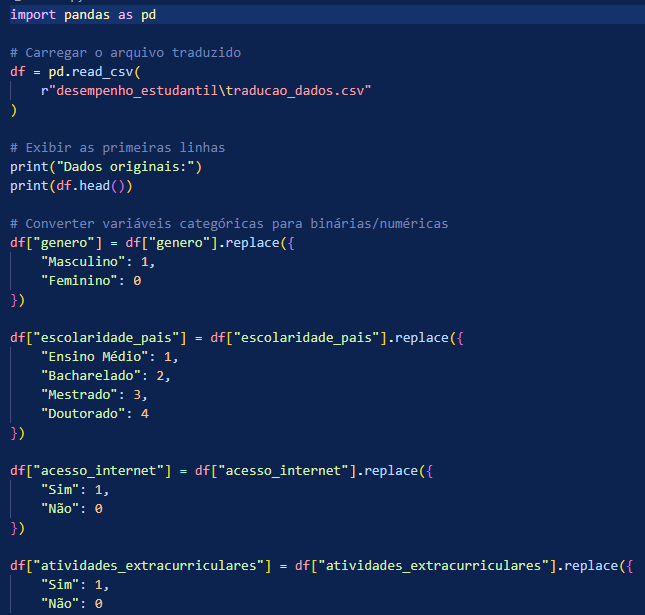 import pandas as pd
# Carregar o arquivo traduzido
df = pd.read_csv(
    r"desempenho_estudantil\traducao_dados.csv"
)
# Exibir as primeiras linhas
print("Dados originais:")
print(df.head())
# Converter variáveis categóricas para binárias/numéricas
df["genero"] = df["genero"].replace({
    "Masculino": 1,
    "Feminino": 0
})
df["escolaridade_pais"] = df["escolaridade_pais"].replace({
    "Ensino Médio": 1,
    "Bacharelado": 2,
    "Mestrado": 3,
    "Doutorado": 4
})
df["acesso_internet"] = df["acesso_internet"].replace({
    "Sim": 1,
    "Não": 0
})
df["atividades_extracurriculares"] = df["atividades_extracurriculares"].replace({
    "Sim": 1,
    "Não": 0